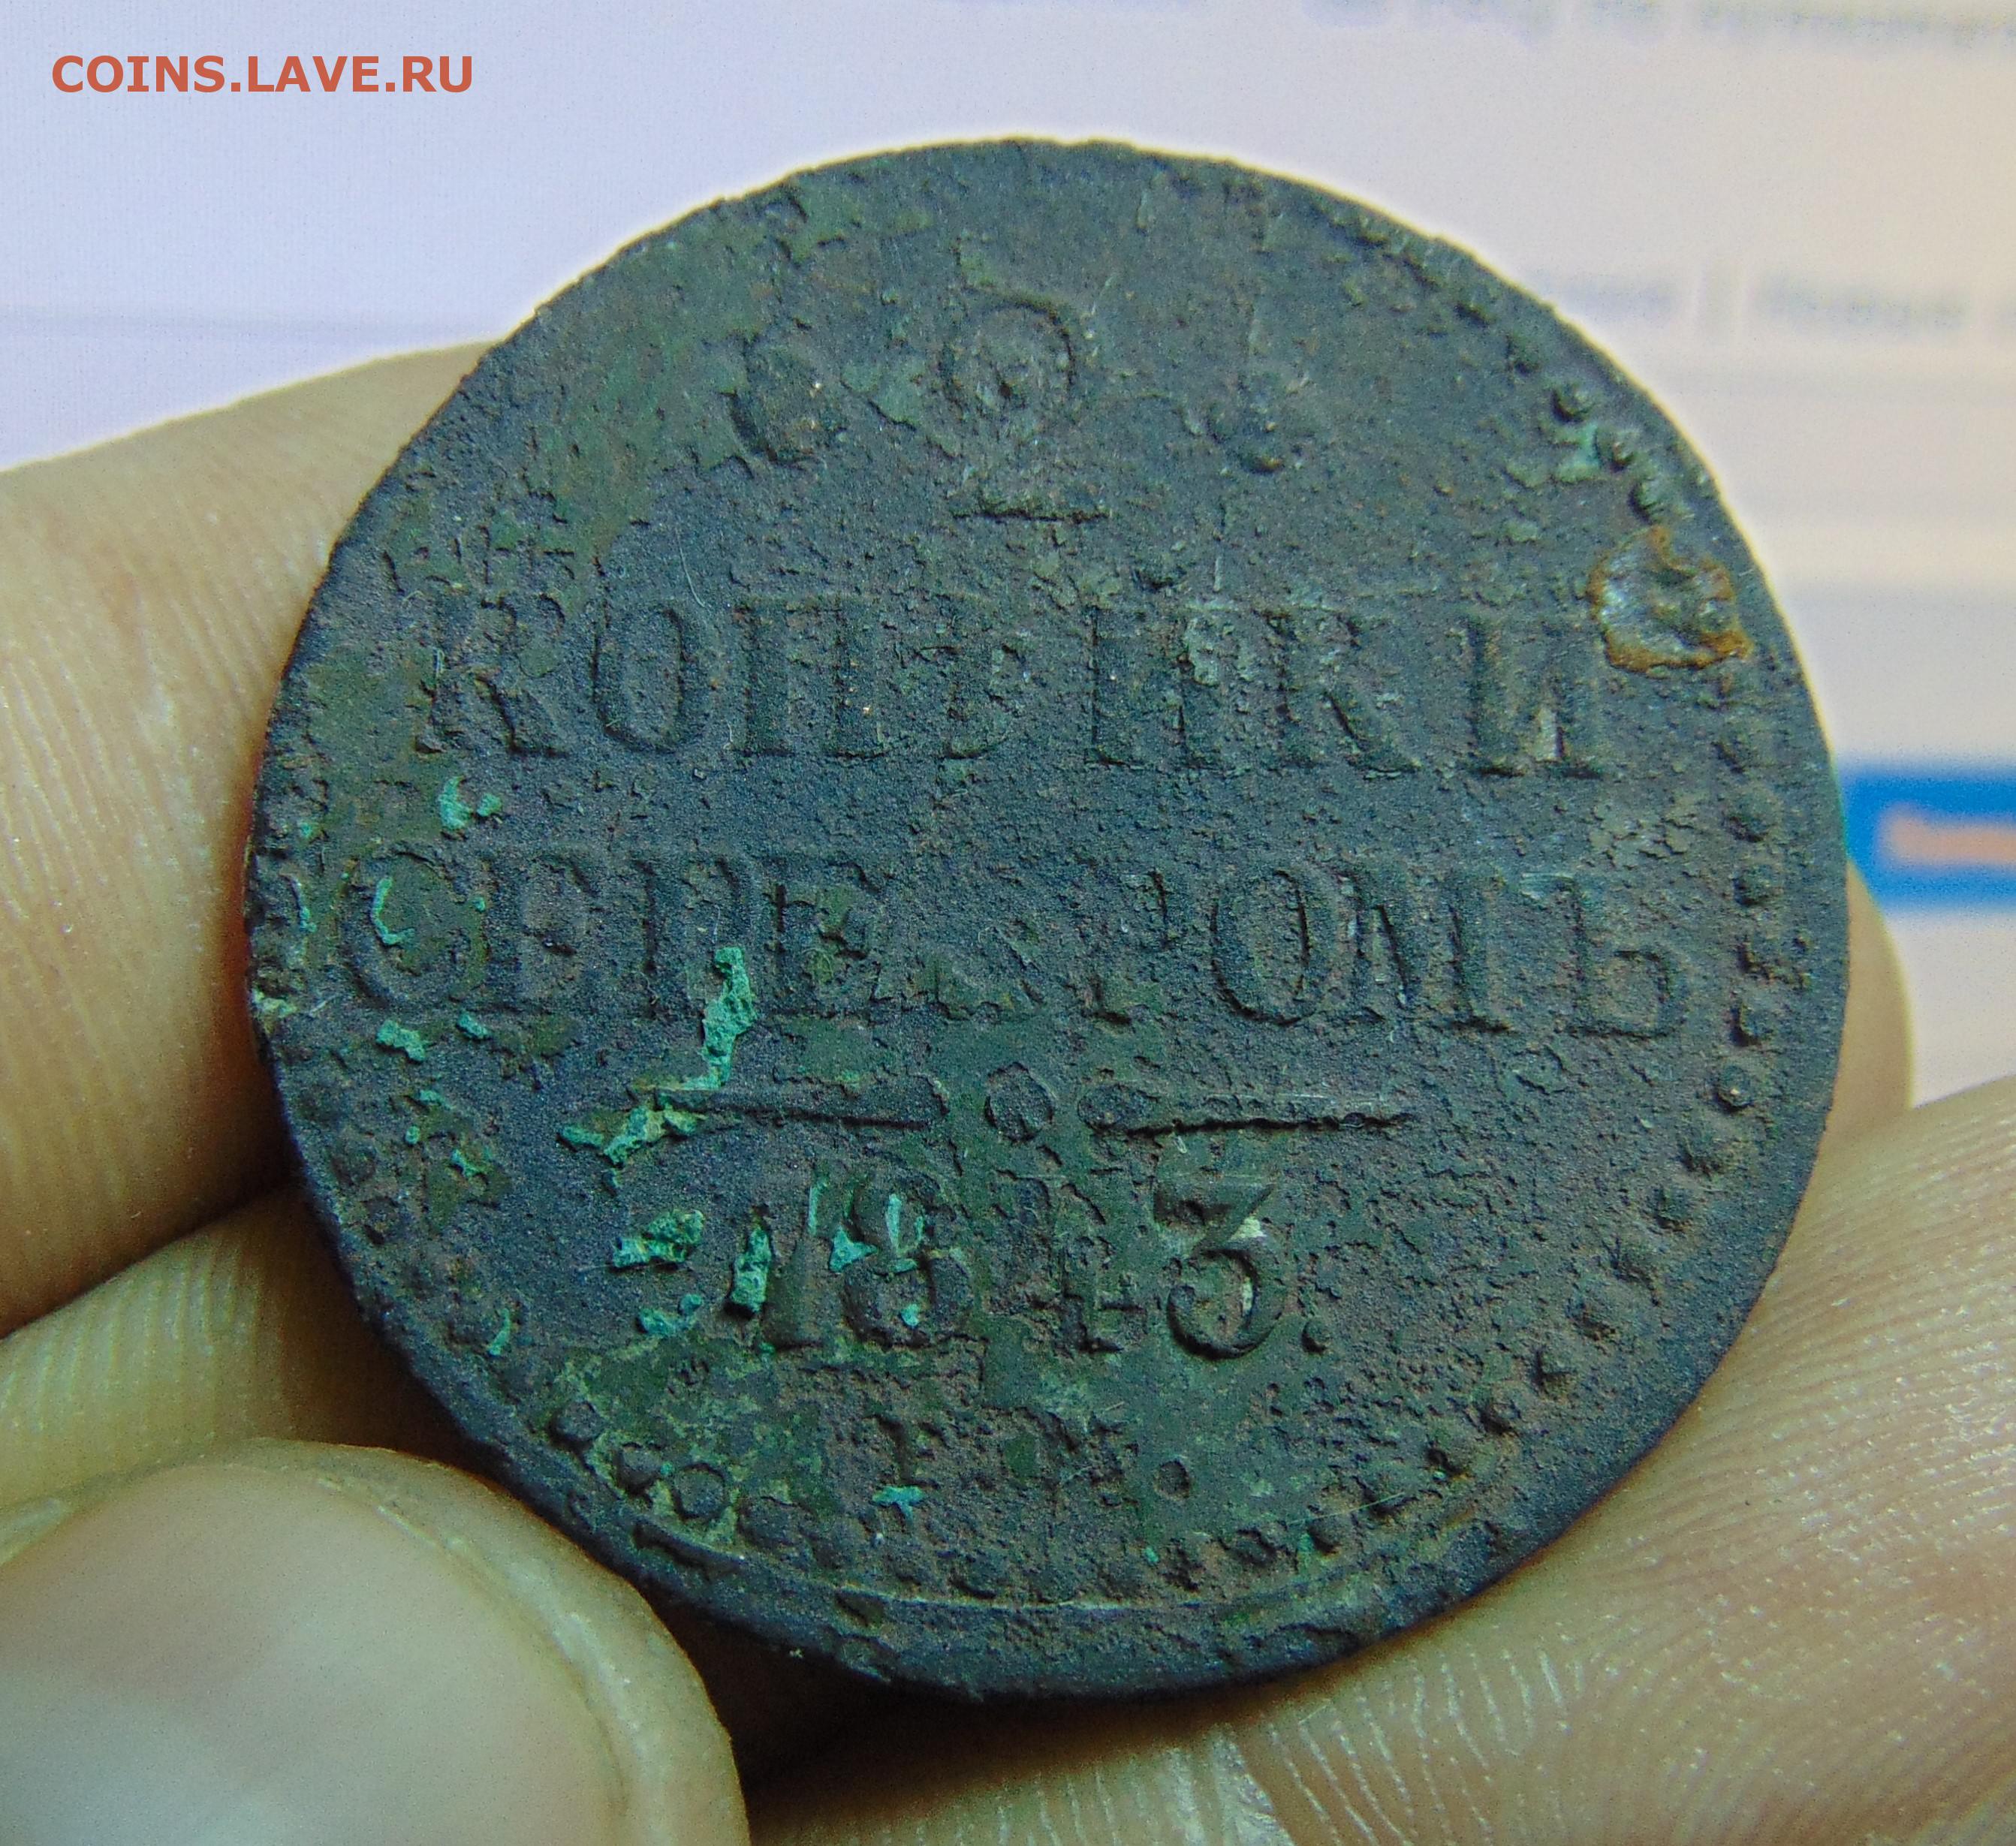 COINS.LAVE.RU
2
КОПѢЙКИ
СЕРЕБРОМЪ
1843.